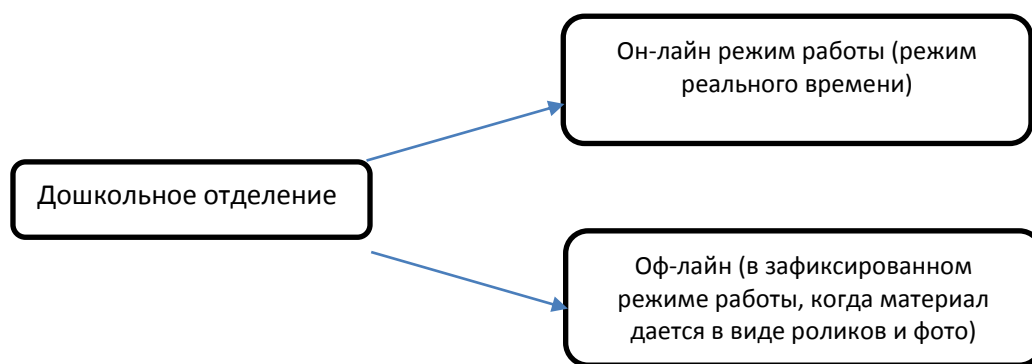 Он-лайн режим работы (режим
реального времени)
Дошкольное отделение
Оф-лайн (в зафиксированном
режиме работы, когда материал
дается в виде роликов и фото)